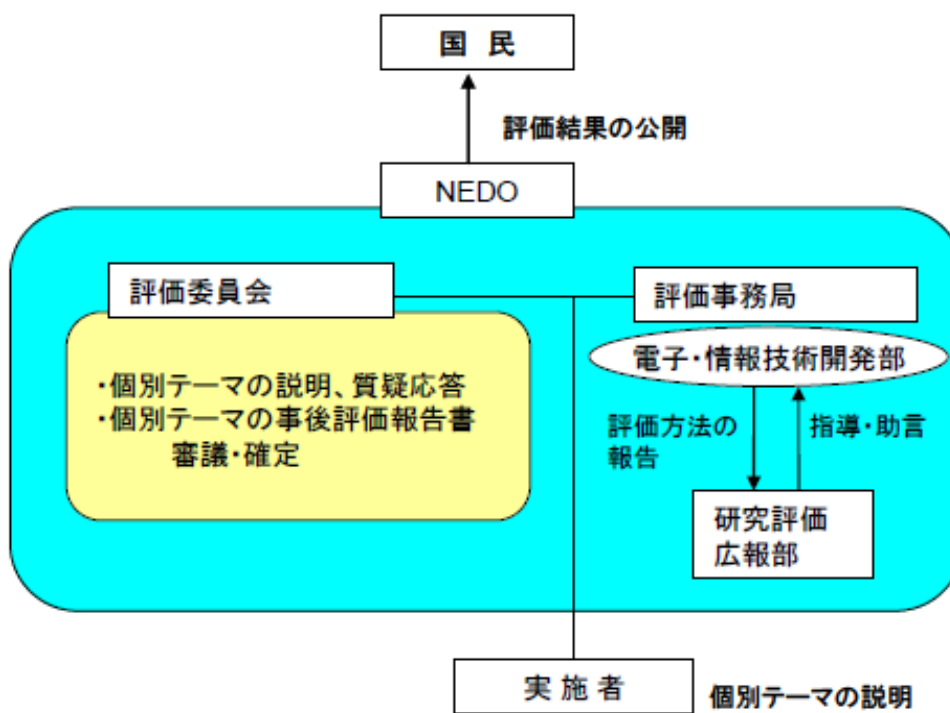 国 民
評価結果の公開
NEDO
評価委員会
評価事務局
・個別テーマの説明、質疑応答
・個別テーマの事後評価報告書
審議・確定
電子・情報技術開発部
評価方法の
報告
指導・助言
研究評価
広報部
実 施 者
個別テーマの説明